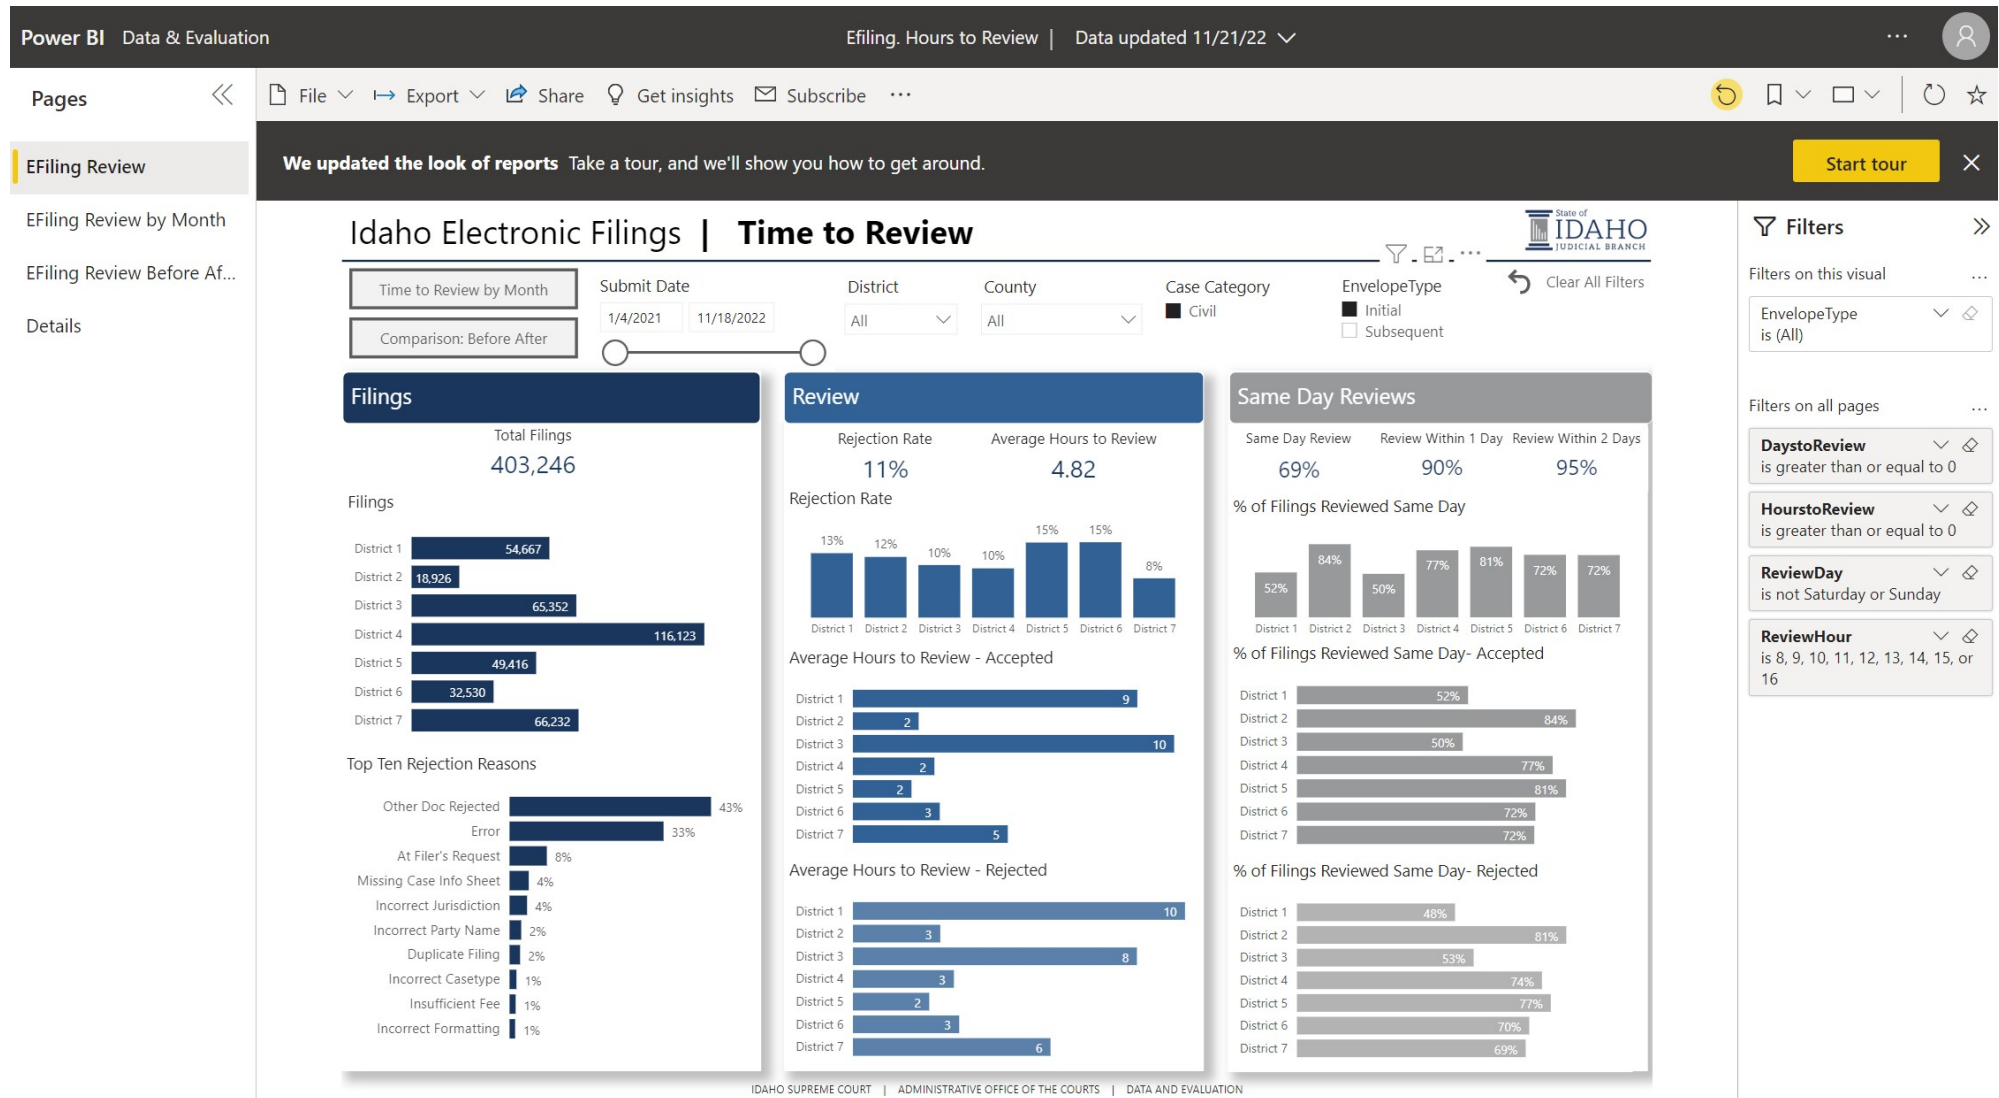 Power BI Data & Evaluation
Efiling. Hours to Review | Data updated 11/21/22
...
Pages
File Export Share Get insights Subscribe ...
EFiling Review
EFiling Review by Month
EFiling Review Before Af...
Details
We updated the look of reports Take a tour, and we'll show you how to get around.
Start tour
Idaho Electronic Filings | Time to Review
State of
IDAHO
JUDICIAL BRANCH
Time to Review by Month
Comparison: Before After
Submit Date
1/4/2021 11/18/2022
District
All
County
All
Case Category
Civil
EnvelopeType
Initial
Subsequent
Clear All Filters
Filings
Total Filings
403,246
Filings
District 1 54,667
District 2 18,926
District 3 65,352
District 4 116,123
District 5 49,416
District 6 32,530
District 7 66,232
Top Ten Rejection Reasons
Other Doc Rejected 43%
Error 33%
At Filer's Request 8%
Missing Case Info Sheet 4%
Incorrect Jurisdiction 4%
Incorrect Party Name 2%
Duplicate Filing 2%
Incorrect Casetype 1%
Insufficient Fee 1%
Incorrect Formatting 1%
Review
Rejection Rate Average Hours to Review
11% 4.82
Rejection Rate
13% 12% 10% 10% 15% 15% 8%
District 1 District 2 District 3 District 4 District 5 District 6 District 7
Average Hours to Review - Accepted
District 1 9
District 2 2
District 3 10
District 4 2
District 5 2
District 6 3
District 7 5
Average Hours to Review - Rejected
District 1 10
District 2 3
District 3 8
District 4 3
District 5 2
District 6 3
District 7 6
Same Day Reviews
Same Day Review Review Within 1 Day Review Within 2 Days
69% 90% 95%
% of Filings Reviewed Same Day
52% 84% 50% 77% 81% 72% 72%
District 1 District 2 District 3 District 4 District 5 District 6 District 7
% of Filings Reviewed Same Day- Accepted
District 1 52%
District 2 84%
District 3 50%
District 4 77%
District 5 81%
District 6 72%
District 7 72%
% of Filings Reviewed Same Day- Rejected
District 1 48%
District 2 81%
District 3 53%
District 4 74%
District 5 77%
District 6 70%
District 7 69%
IDAHO SUPREME COURT | ADMINISTRATIVE OFFICE OF THE COURTS | DATA AND EVALUATION
Filters
Filters on this visual ...
EnvelopeType
is (All)
Filters on all pages ...
DaystoReview
is greater than or equal to 0
HourstoReview
is greater than or equal to 0
ReviewDay
is not Saturday or Sunday
ReviewHour
is 8, 9, 10, 11, 12, 13, 14, 15, or
16